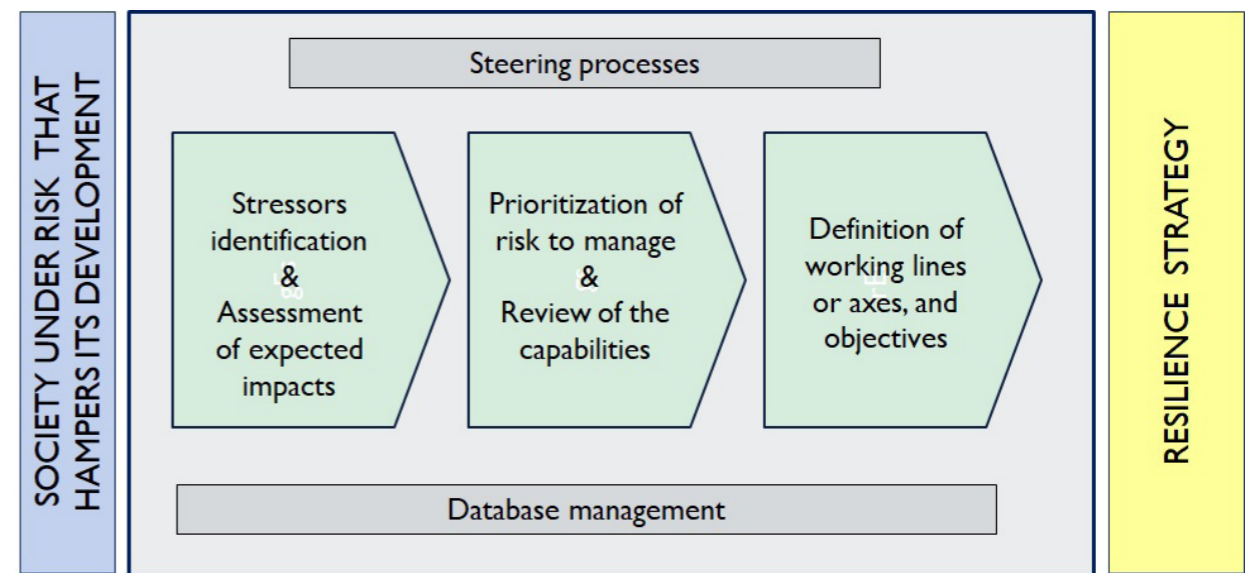 SOCIETY UNDER RISK THAT
HAMPERS ITS DEVELOPMENT
Steering processes
Stressors
identification
&
Assessment
of expected
impacts
Prioritization of
risk to manage
&
Review of the
capabilities
Definition of
working lines
or axes, and
objectives
Database management
RESILIENCE STRATEGY